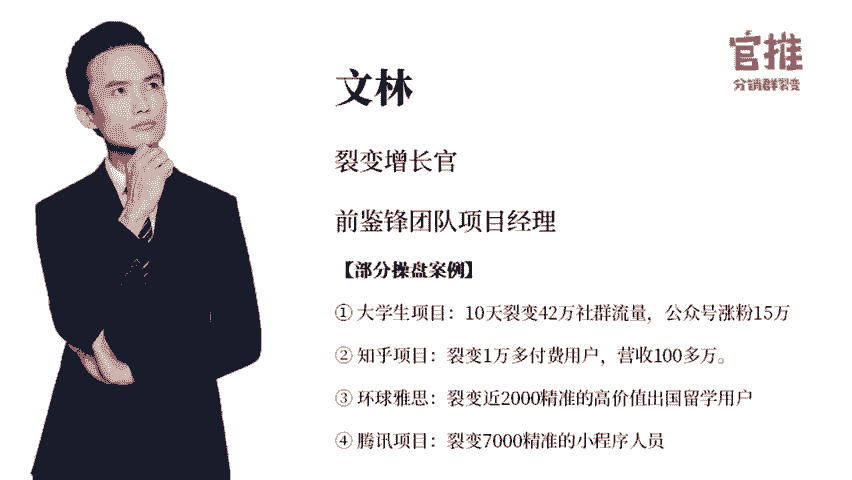 官推
分销群裂变
文林
裂变增长官
前鉴锋团队项目经理
【部分操盘案例】
① 大学生项目：10天裂变42万社群流量，公众号涨粉15万
② 知乎项目：裂变1万多付费用户，营收100多万。
③ 环球雅思：裂变近2000精准的高价值出国留学用户
④ 腾讯项目：裂变7000精准的小程序人员